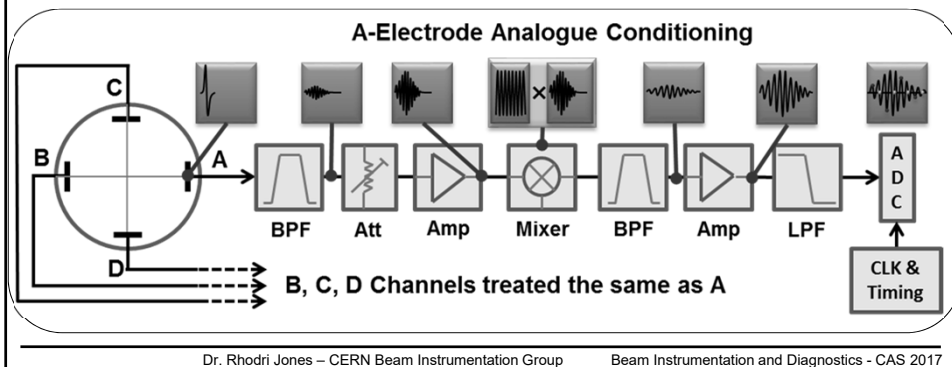 A-Electrode Analogue Conditioning
C
B
A
D
×
BPF
Att
Amp
Mixer
BPF
Amp
LPF
A
D
C
CLK &
Timing
B, C, D Channels treated the same as A
Dr. Rhodri Jones – CERN Beam Instrumentation Group
Beam Instrumentation and Diagnostics - CAS 2017